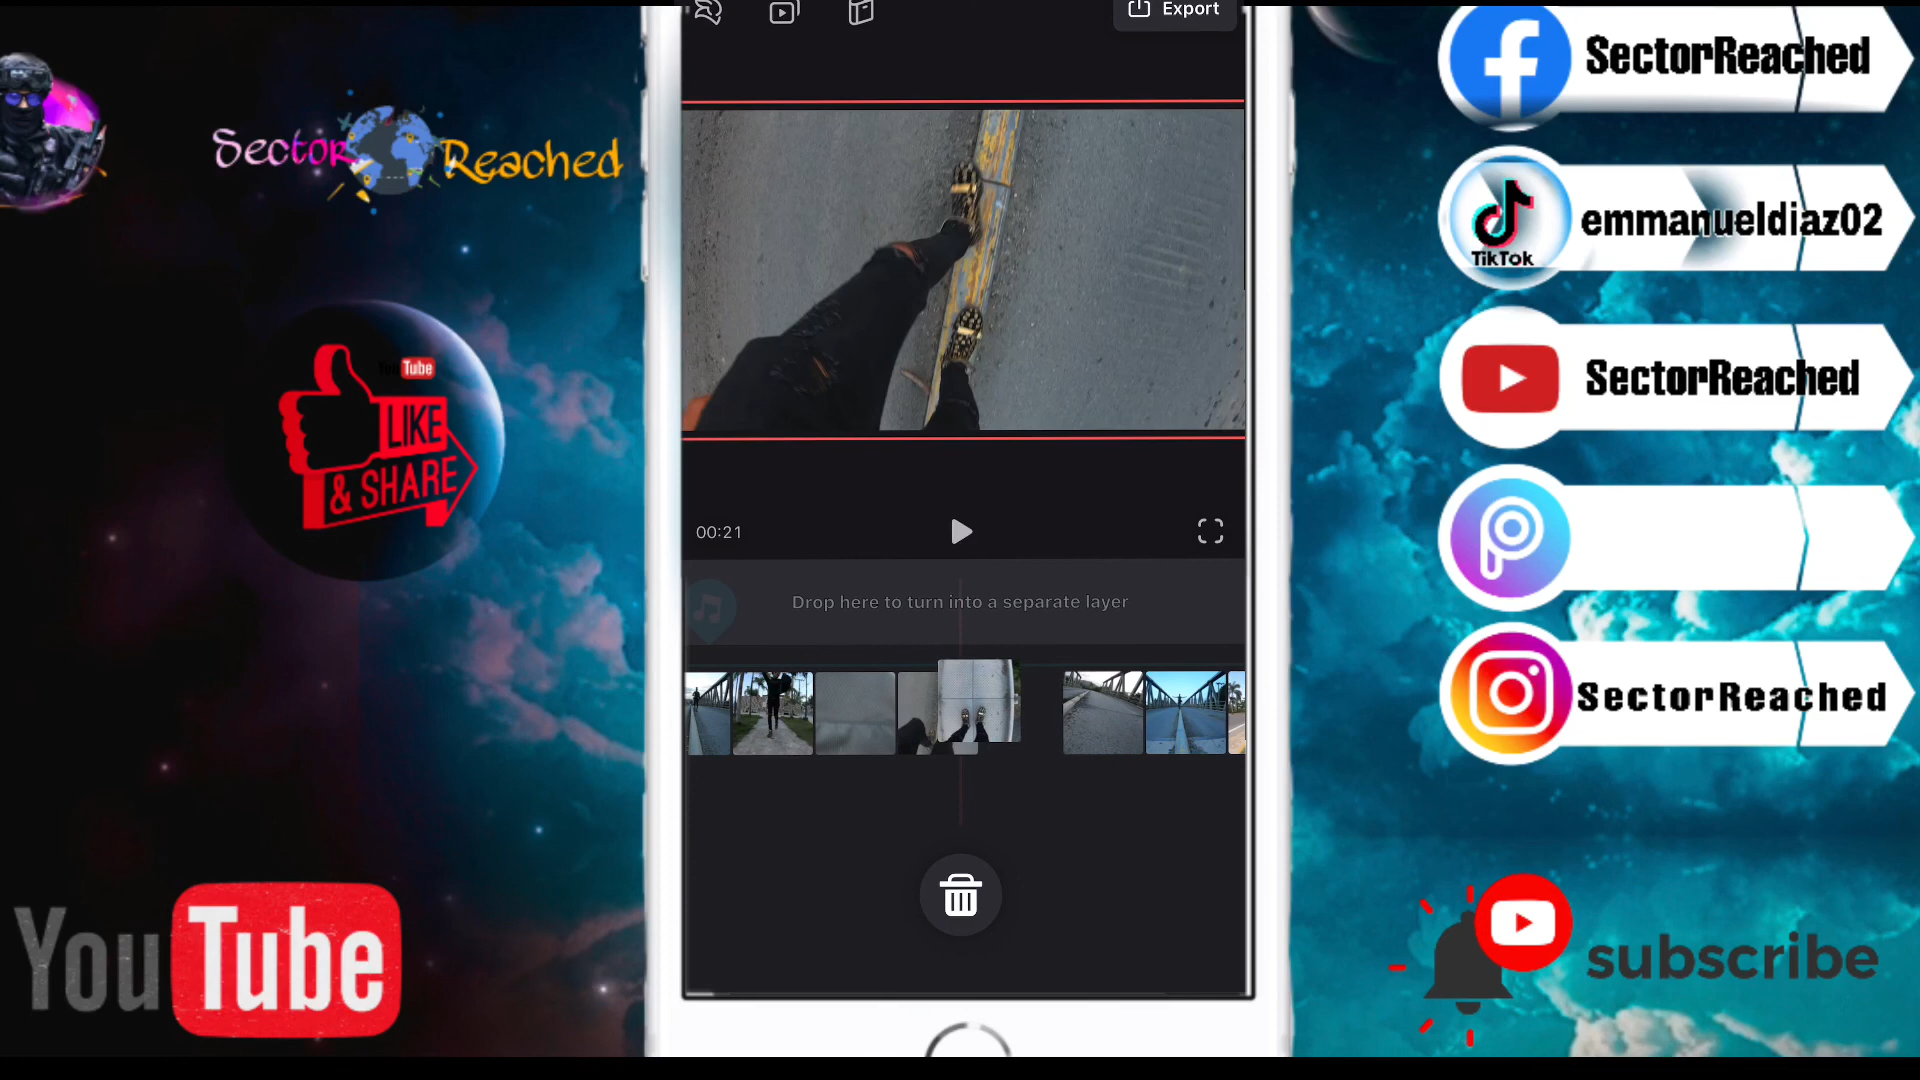 Export
SectorReached
Sector Reached
TikTok
emmanueldiaz02
YouTube
LIKE
& SHARE
SectorReached
00:21
Drop here to turn into a separate layer
SectorReached
YouTube
subscribe